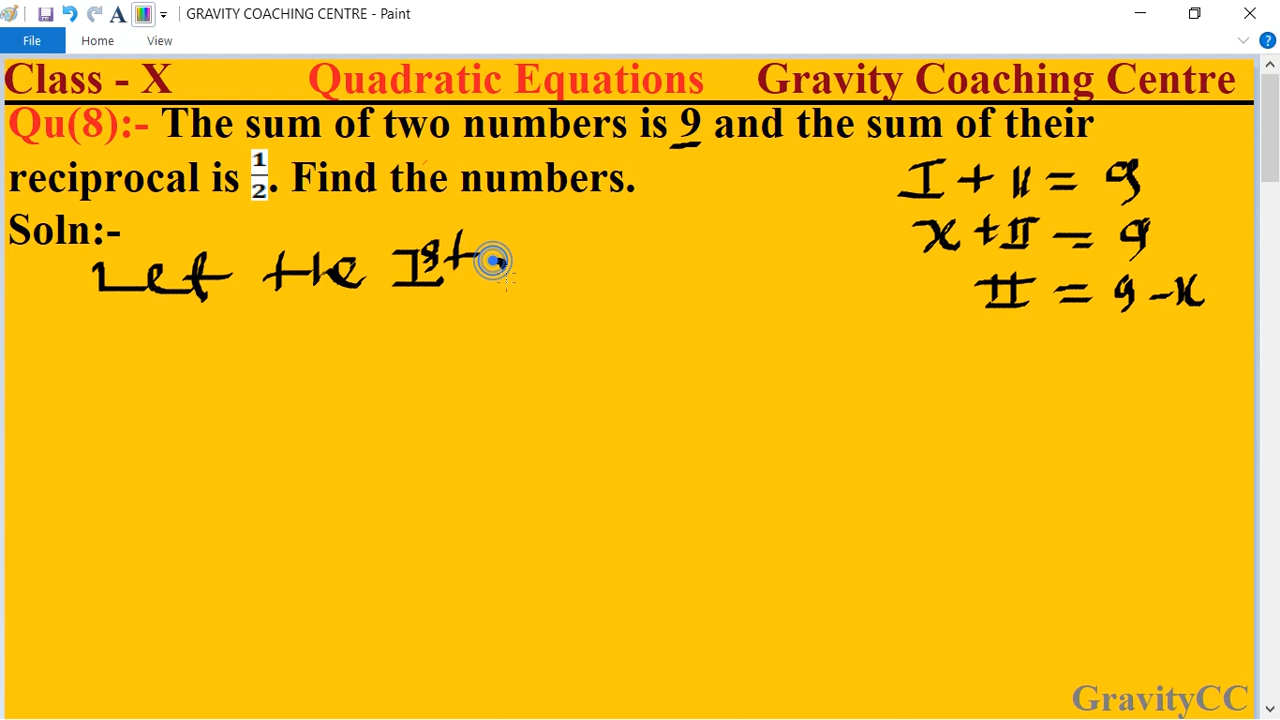 GRAVITY COACHING CENTRE - Paint
File Home View
Class - X Quadratic Equations Gravity Coaching Centre
Qu(8):- The sum of two numbers is 9 and the sum of their
reciprocal is 1/2. Find the numbers.
Soln:-
Let the Ist
I + II = 9
x + II = 9
II = 9 - x
GravityCC